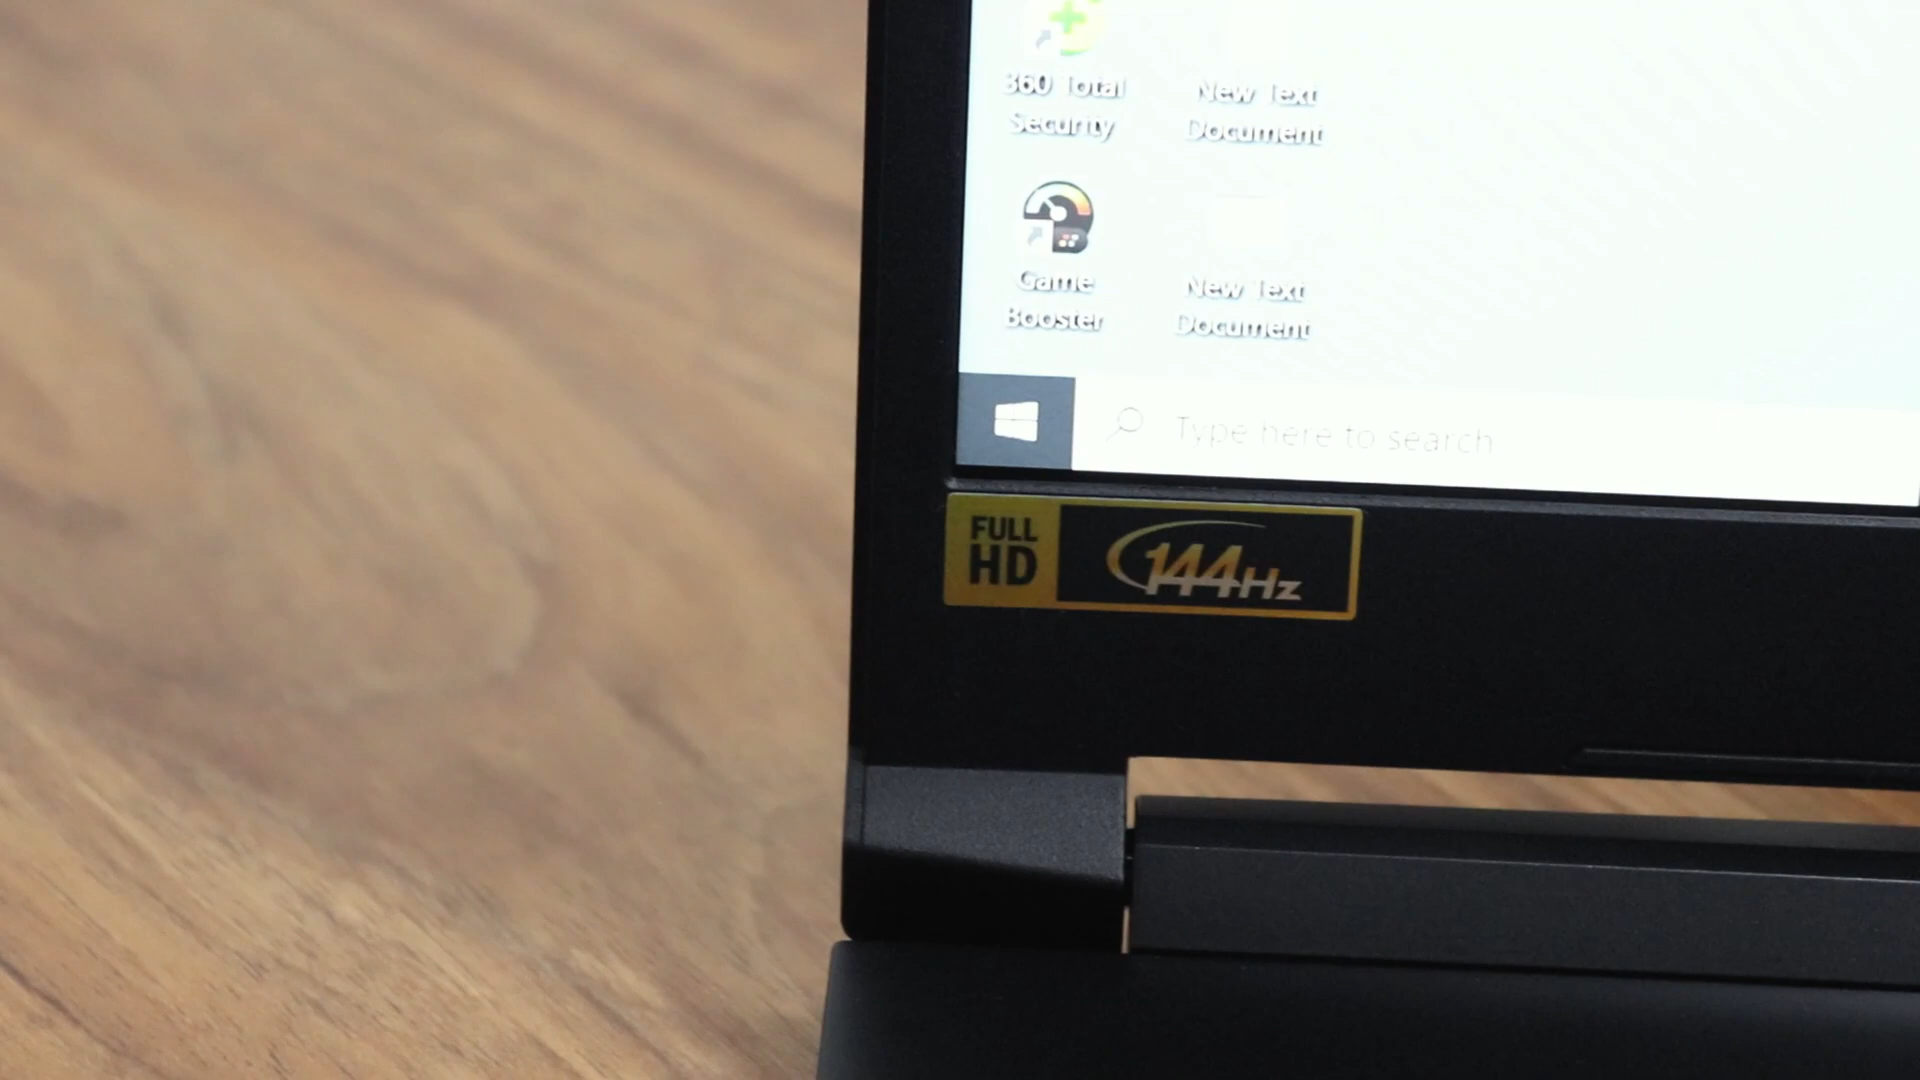 360 Total
Security
New Text
Document
Game
Booster
New Text
Document
Type here to search
FULL
HD
144Hz